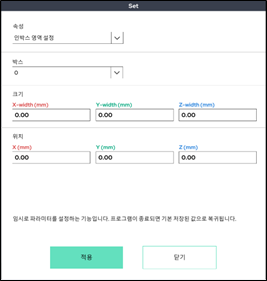 Set
속성
인박스 영역 설정
박스
0
크기
X-width (mm) Y-width (mm) Z-width (mm)
0.00 0.00 0.00
위치
X (mm) Y (mm) Z (mm)
0.00 0.00 0.00
임시로 파라미터를 설정하는 기능입니다. 프로그램이 종료되면 기본 저장된 값으로 복귀됩니다.
적용 닫기